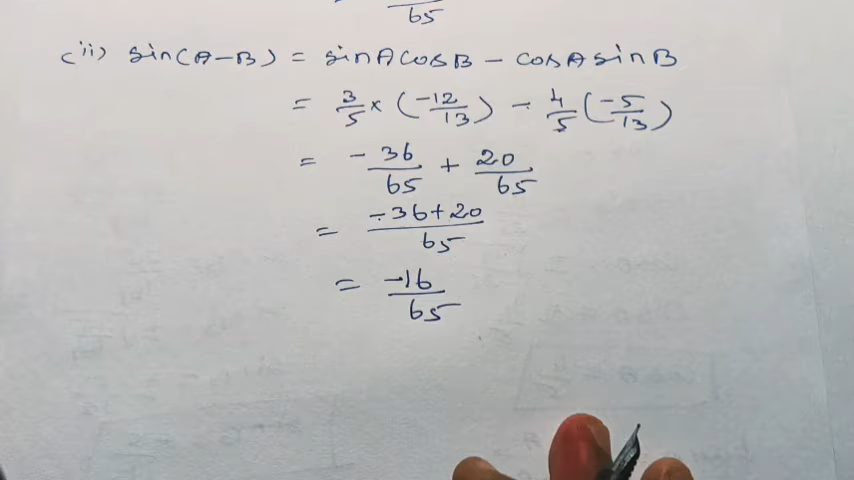 65
(ii) sin(A-B) = sinAcosB - cosAsinB
= 3/5 × (-12/13) - 4/5 (-5/13)
= -36/65 + 20/65
= -36+20/65
= -16/65